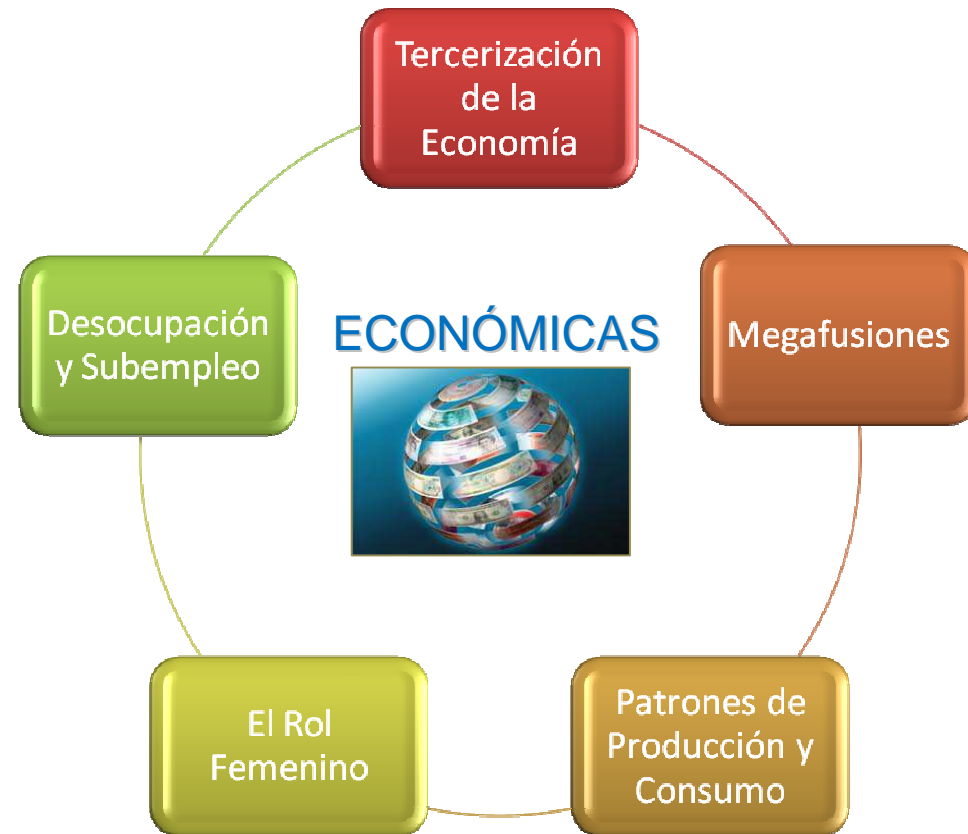 Tercerización
de la
Economía
Desocupación
y Subempleo
ECONÓMICAS
Megafusiones
El Rol
Femenino
Patrones de
Producción y
Consumo